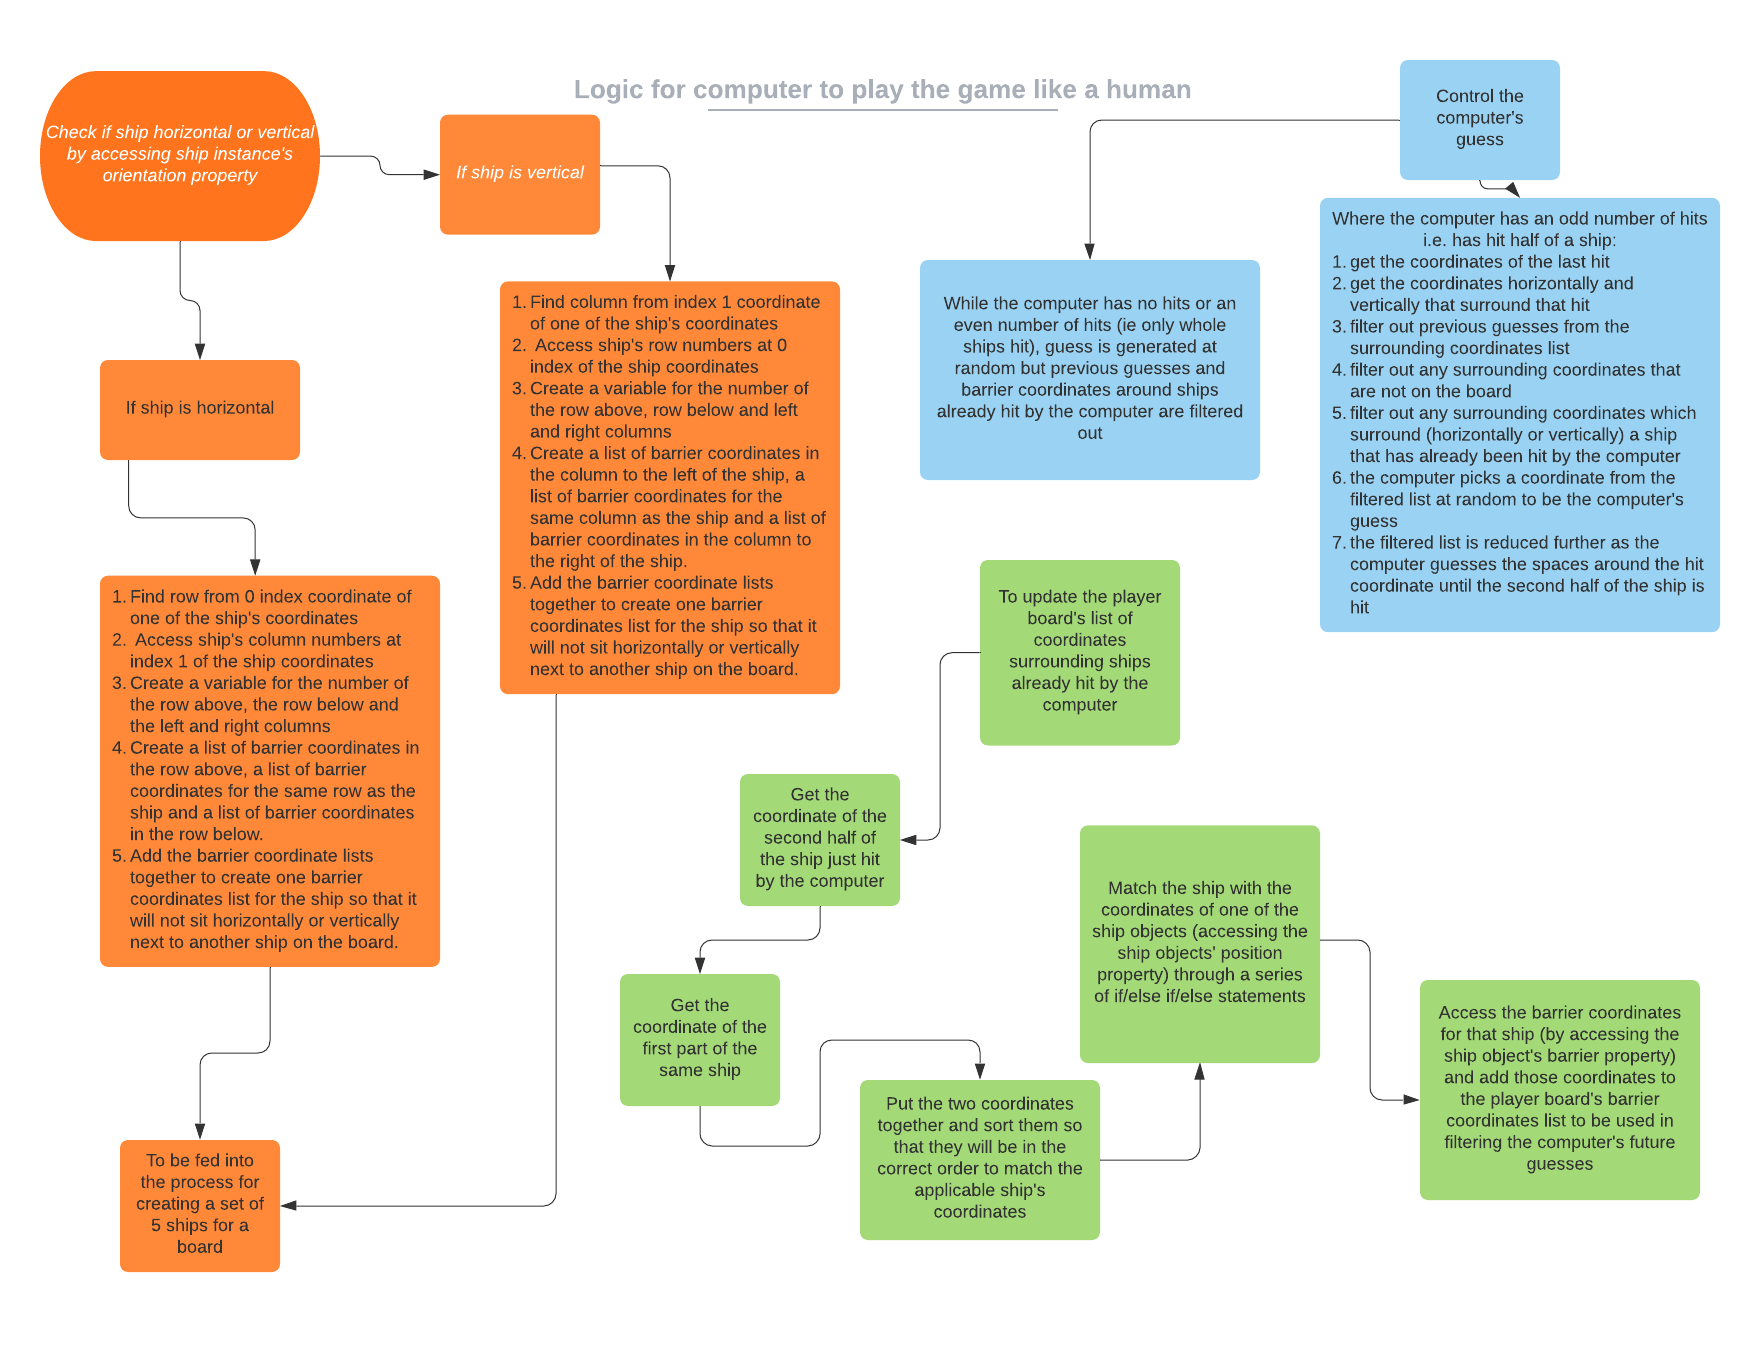 Logic for computer to play the game like a human
Check if ship horizontal or vertical
by accessing ship instance's
orientation property
If ship is vertical
If ship is horizontal
1. Find column from index 1 coordinate
of one of the ship's coordinates
2. Access ship's row numbers at 0
index of the ship coordinates
3. Create a variable for the number of
the row above, row below and left
and right columns
4. Create a list of barrier coordinates in
the column to the left of the ship, a
list of barrier coordinates for the
same column as the ship and a list of
barrier coordinates in the column to
the right of the ship.
5. Add the barrier coordinate lists
together to create one barrier
coordinates list for the ship so that it
will not sit horizontally or vertically
next to another ship on the board.
1. Find row from 0 index coordinate of
one of the ship's coordinates
2. Access ship's column numbers at
index 1 of the ship coordinates
3. Create a variable for the number of
the row above, the row below and
the left and right columns
4. Create a list of barrier coordinates in
the row above, a list of barrier
coordinates for the same row as the
ship and a list of barrier coordinates
in the row below.
5. Add the barrier coordinate lists
together to create one barrier
coordinates list for the ship so that it
will not sit horizontally or vertically
next to another ship on the board.
To be fed into
the process for
creating a set of
5 ships for a
board
Control the
computer's
guess
While the computer has no hits or an
even number of hits (ie only whole
ships hit), guess is generated at
random but previous guesses and
barrier coordinates around ships
already hit by the computer are filtered
out
Where the computer has an odd number of hits
i.e. has hit half of a ship:
1. get the coordinates of the last hit
2. get the coordinates horizontally and
vertically that surround that hit
3. filter out previous guesses from the
surrounding coordinates list
4. filter out any surrounding coordinates that
are not on the board
5. filter out any surrounding coordinates which
surround (horizontally or vertically) a ship
that has already been hit by the computer
6. the computer picks a coordinate from the
filtered list at random to be the computer's
guess
7. the filtered list is reduced further as the
computer guesses the spaces around the hit
coordinate until the second half of the ship is
hit
To update the player
board's list of
coordinates
surrounding ships
already hit by the
computer
Get the
coordinate of the
second half of
the ship just hit
by the computer
Get the
coordinate of the
first part of the
same ship
Put the two coordinates
together and sort them so
that they will be in the
correct order to match the
applicable ship's
coordinates
Match the ship with the
coordinates of one of the
ship objects (accessing the
ship objects' position
property) through a series
of if/else if/else statements
Access the barrier coordinates
for that ship (by accessing the
ship object's barrier property)
and add those coordinates to
the player board's barrier
coordinates list to be used in
filtering the computer's future
guesses